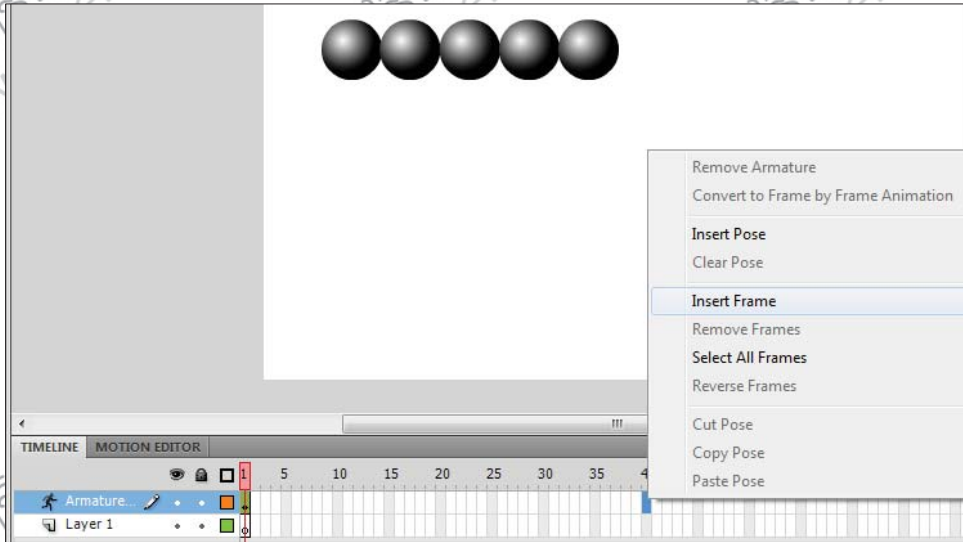 Remove Armature
Convert to Frame by Frame Animation
Insert Pose
Clear Pose
Insert Frame
Remove Frames
Select All Frames
Reverse Frames
Cut Pose
Copy Pose
Paste Pose
TIMELINE MOTION EDITOR
1 5 10 15 20 25 30 35 4
Armature...
Layer 1